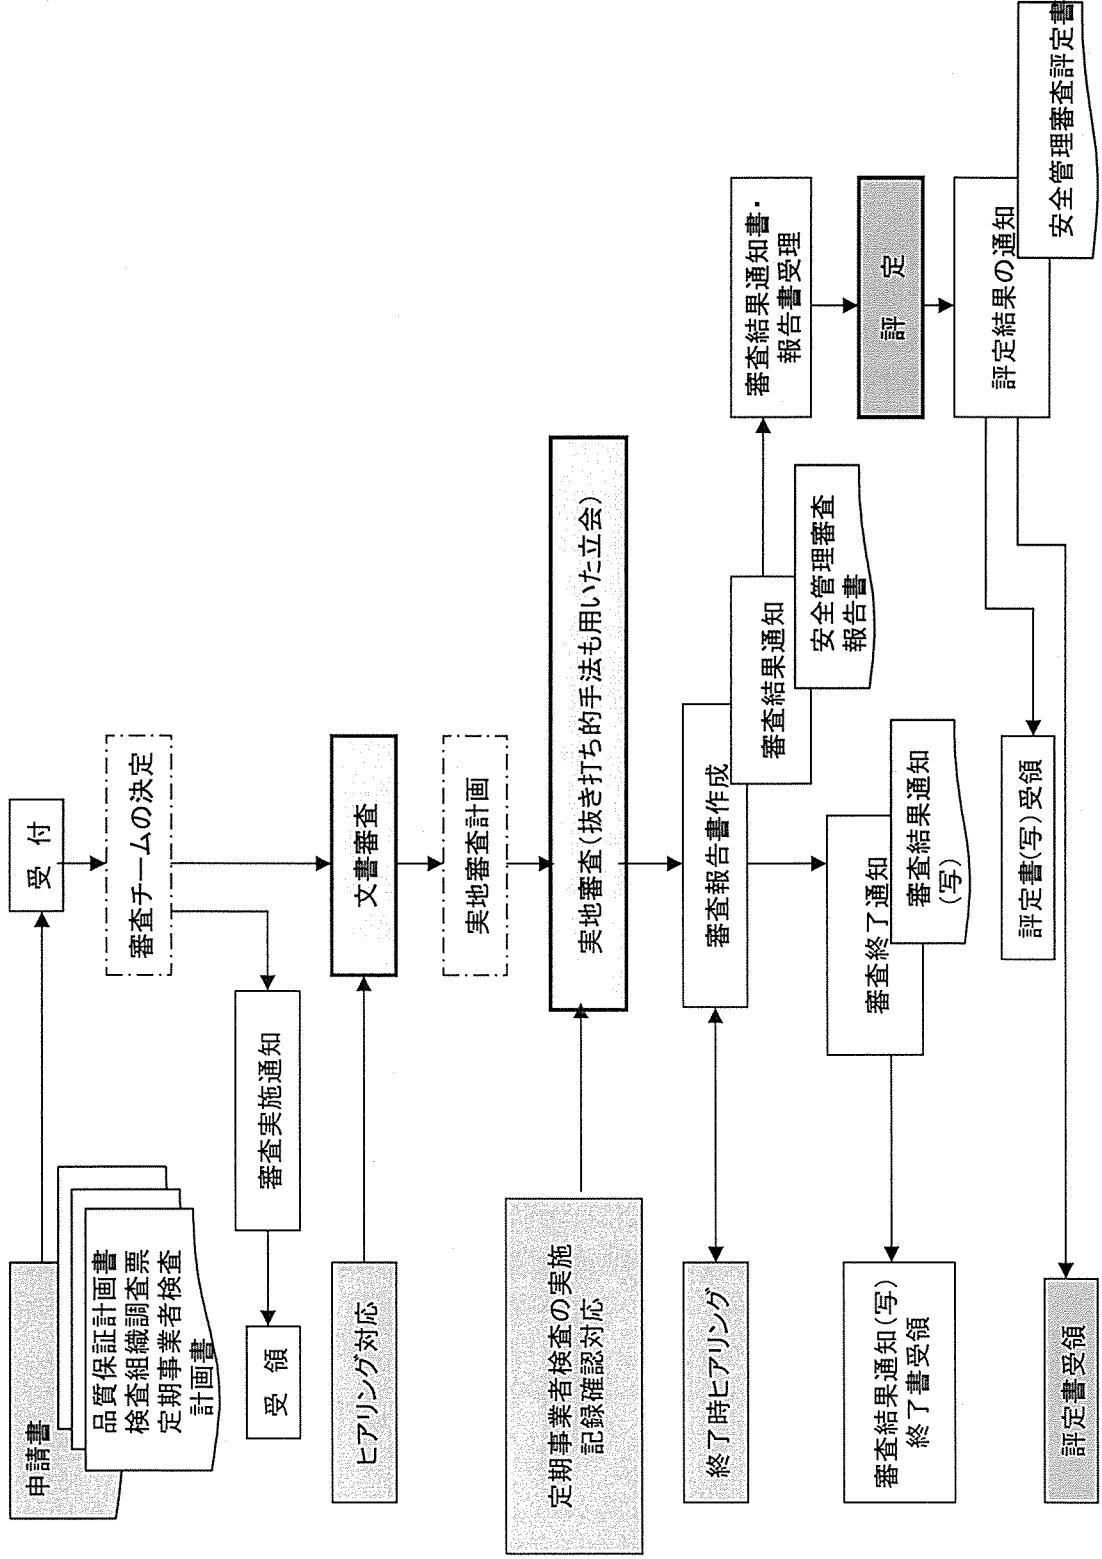 申請書
品質保証計画書
検査組織調査票
定期事業者検査
計画書
受 付
審査チームの決定
審査実施通知
受 領
ヒアリング対応
文書審査
実地審査計画
定期事業者検査の実施
記録確認対応
実地審査(抜き打ち的手法も用いた立会)
終了時ヒアリング
審査報告書作成
審査結果通知
安全管理審査
報告書
審査結果通知書・
報告書受理
審査終了通知
審査結果通知
(写)
審査結果通知(写)
終了書受領
評 定
評定結果の通知
安全管理審査評定書
評定書(写)受領
評定書受領